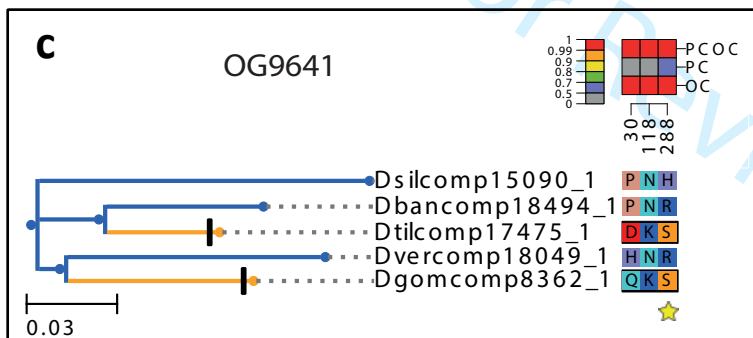 c
OG9641
1
0.99
0.9
0.8
0.7
0.5
0
PCOC
PC
OC
30
118
288
Dsilcomp15090_1 P N H
Dbancomp18494_1 P N R
Dtilcomp17475_1 D K S
Dvercomp18049_1 H N R
Dgomcomp8362_1 Q K S
0.03